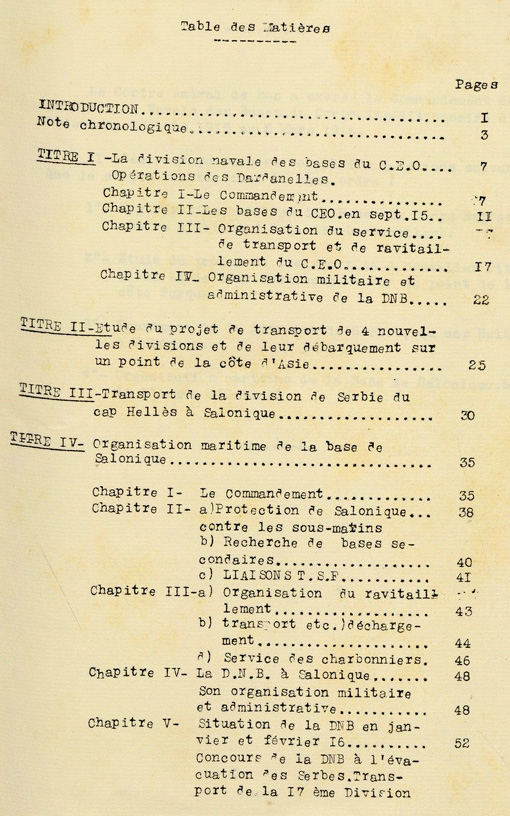 Table des Matières
Pages
INTRODUCTION.............................. I
Note chronologique......................... 3
TITRE I -La division navale des bases du C.E.O.... 7
Opérations des Dardanelles.
Chapitre I-Le Commandemnt............. 7
Chapitre II-Les bases du CEO.en sept.I5.. II
Chapitre III- Organisation du service....
de transport et de ravitail-
lement du C.E.O.......... I7
Chapitre IV- Organisation militaire et
administrative de la DNB..... 22
TITRE II-Etude du projet de transport de 4 nouvel-
les divisions et de leur débarquement sur
un point de la côte d'Asie............... 25
TITRE III-Transport de la division de Serbie du
cap Hellès à Salonique................... 30
TITRE IV- Organisation maritime de la base de
Salonique................................ 35
Chapitre I- Le Commandement............. 35
Chapitre II- a)Protection de Salonique... 38
contre les sous-matins
b) Recherche de bases se-
condaires................... 40
c) LIAISONS T.S.F........... 4I
Chapitre III-a) Organisation du ravitaill-
lement................... 43
b) transport etc.)décharge-
ment..................... 44
d) Service des charbonniers. 46
Chapitre IV- La D.N.B. à Salonique....... 48
Son organisation militaire
et administrative............ 48
Chapitre V- Situation de la DNB en jan-
vier et février I6........... 52
Concours de la DNB à l'éva-
cuation des Serbes.Trans-
port de la I7 ème Division